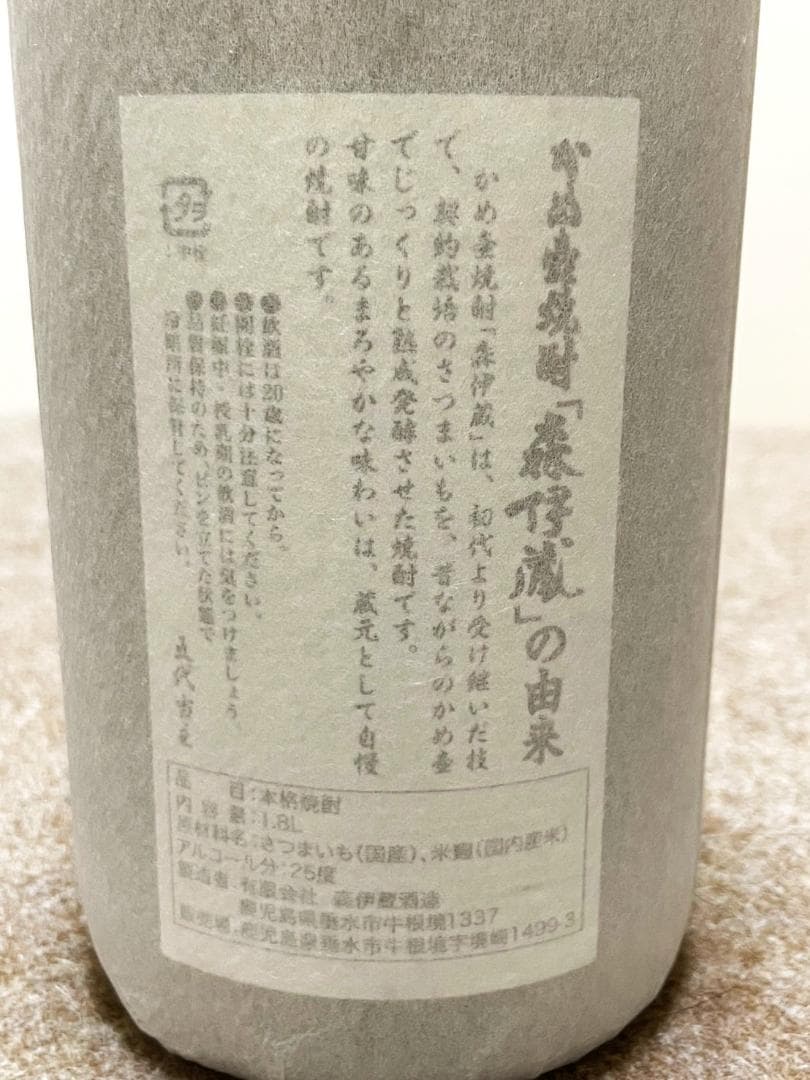 かめ壷焼酎「森伊蔵」の由来
かめ壷焼酎「森伊蔵」は、初代より受け継いだ技
で、契約栽培のさつまいもを、昔ながらのかめ壷
でじっくりと熟成発酵させた焼酎です。
甘味のあるまろやかな味わいは、蔵元として自慢
の焼酎です。
●飲酒は20歳になってから。
●開栓には十分注意してください。
●妊娠中・授乳期の飲酒には気をつけましょう。
●品質保持のため、ビンを立てた状態で
冷暗所に保管してください。
五代
品目:本格焼酎
内容量:1.8L
原材料名:さつまいも(国産)、米麹(国内産米)
アルコール分:25度
製造者:有限会社 森伊蔵酒造
鹿児島県垂水市牛根境1337
販売場:鹿児島県垂水市牛根境字境崎1499-3